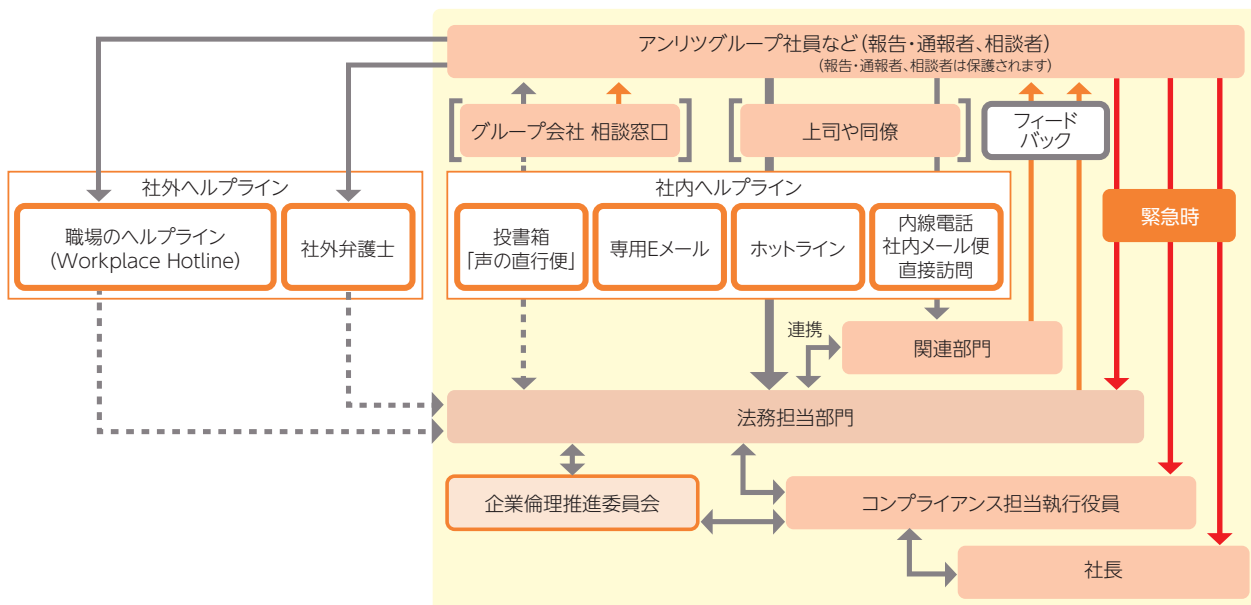 アンリツグループ社員など(報告・通報者、相談者)
(報告・通報者、相談者は保護されます)
グループ会社 相談窓口
上司や同僚
フィード
バック
社外ヘルプライン
職場のヘルプライン
(Workplace Hotline)
社外弁護士
社内ヘルプライン
投書箱
「声の直行便」
専用Eメール
ホットライン
内線電話
社内メール便
直接訪問
緊急時
連携
関連部門
法務担当部門
企業倫理推進委員会
コンプライアンス担当執行役員
社長